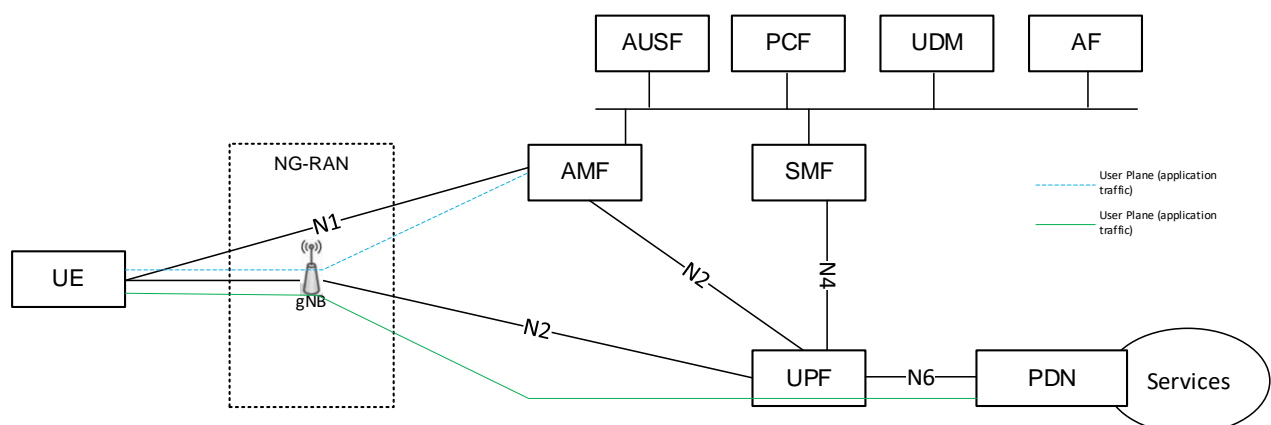 AUSF
PCF
UDM
AF
NG-RAN
AMF
SMF
User Plane (application
traffic)
User Plane (application
traffic)
N1
UE
gNB
N2
N4
N2
UPF
N6
PDN
Services